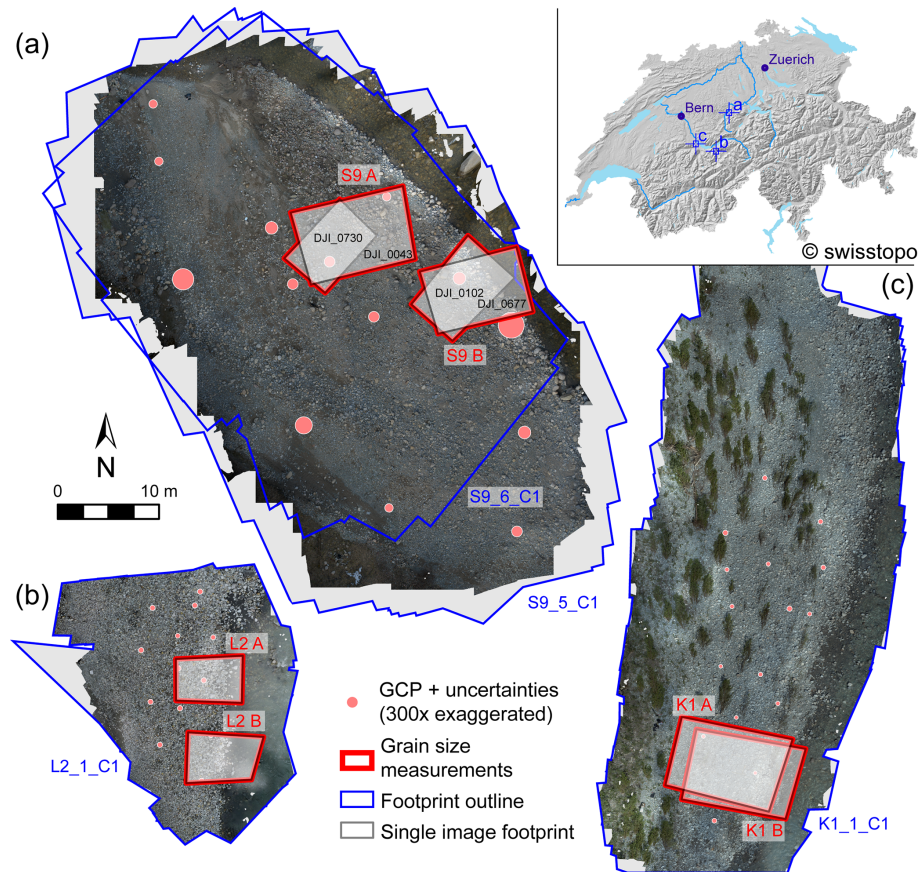 (a)
Zuerich
Bern
a
c
b
© swisstopo
S9 A
DJI_0730
DJI_0043
DJI_0102
DJI_0677
S9 B
(c)
N
0 10 m
S9_6_C1
S9_5_C1
(b)
L2 A
L2 B
L2_1_C1
GCP + uncertainties
(300x exaggerated)
Grain size
measurements
Footprint outline
Single image footprint
K1 A
K1 B
K1_1_C1